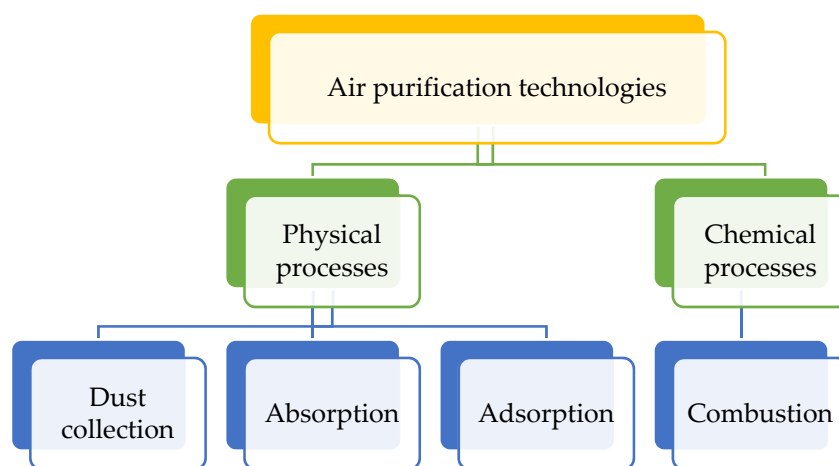 Air purification technologies
Physical
processes
Chemical
processes
Dust
collection
Absorption
Adsorption
Combustion